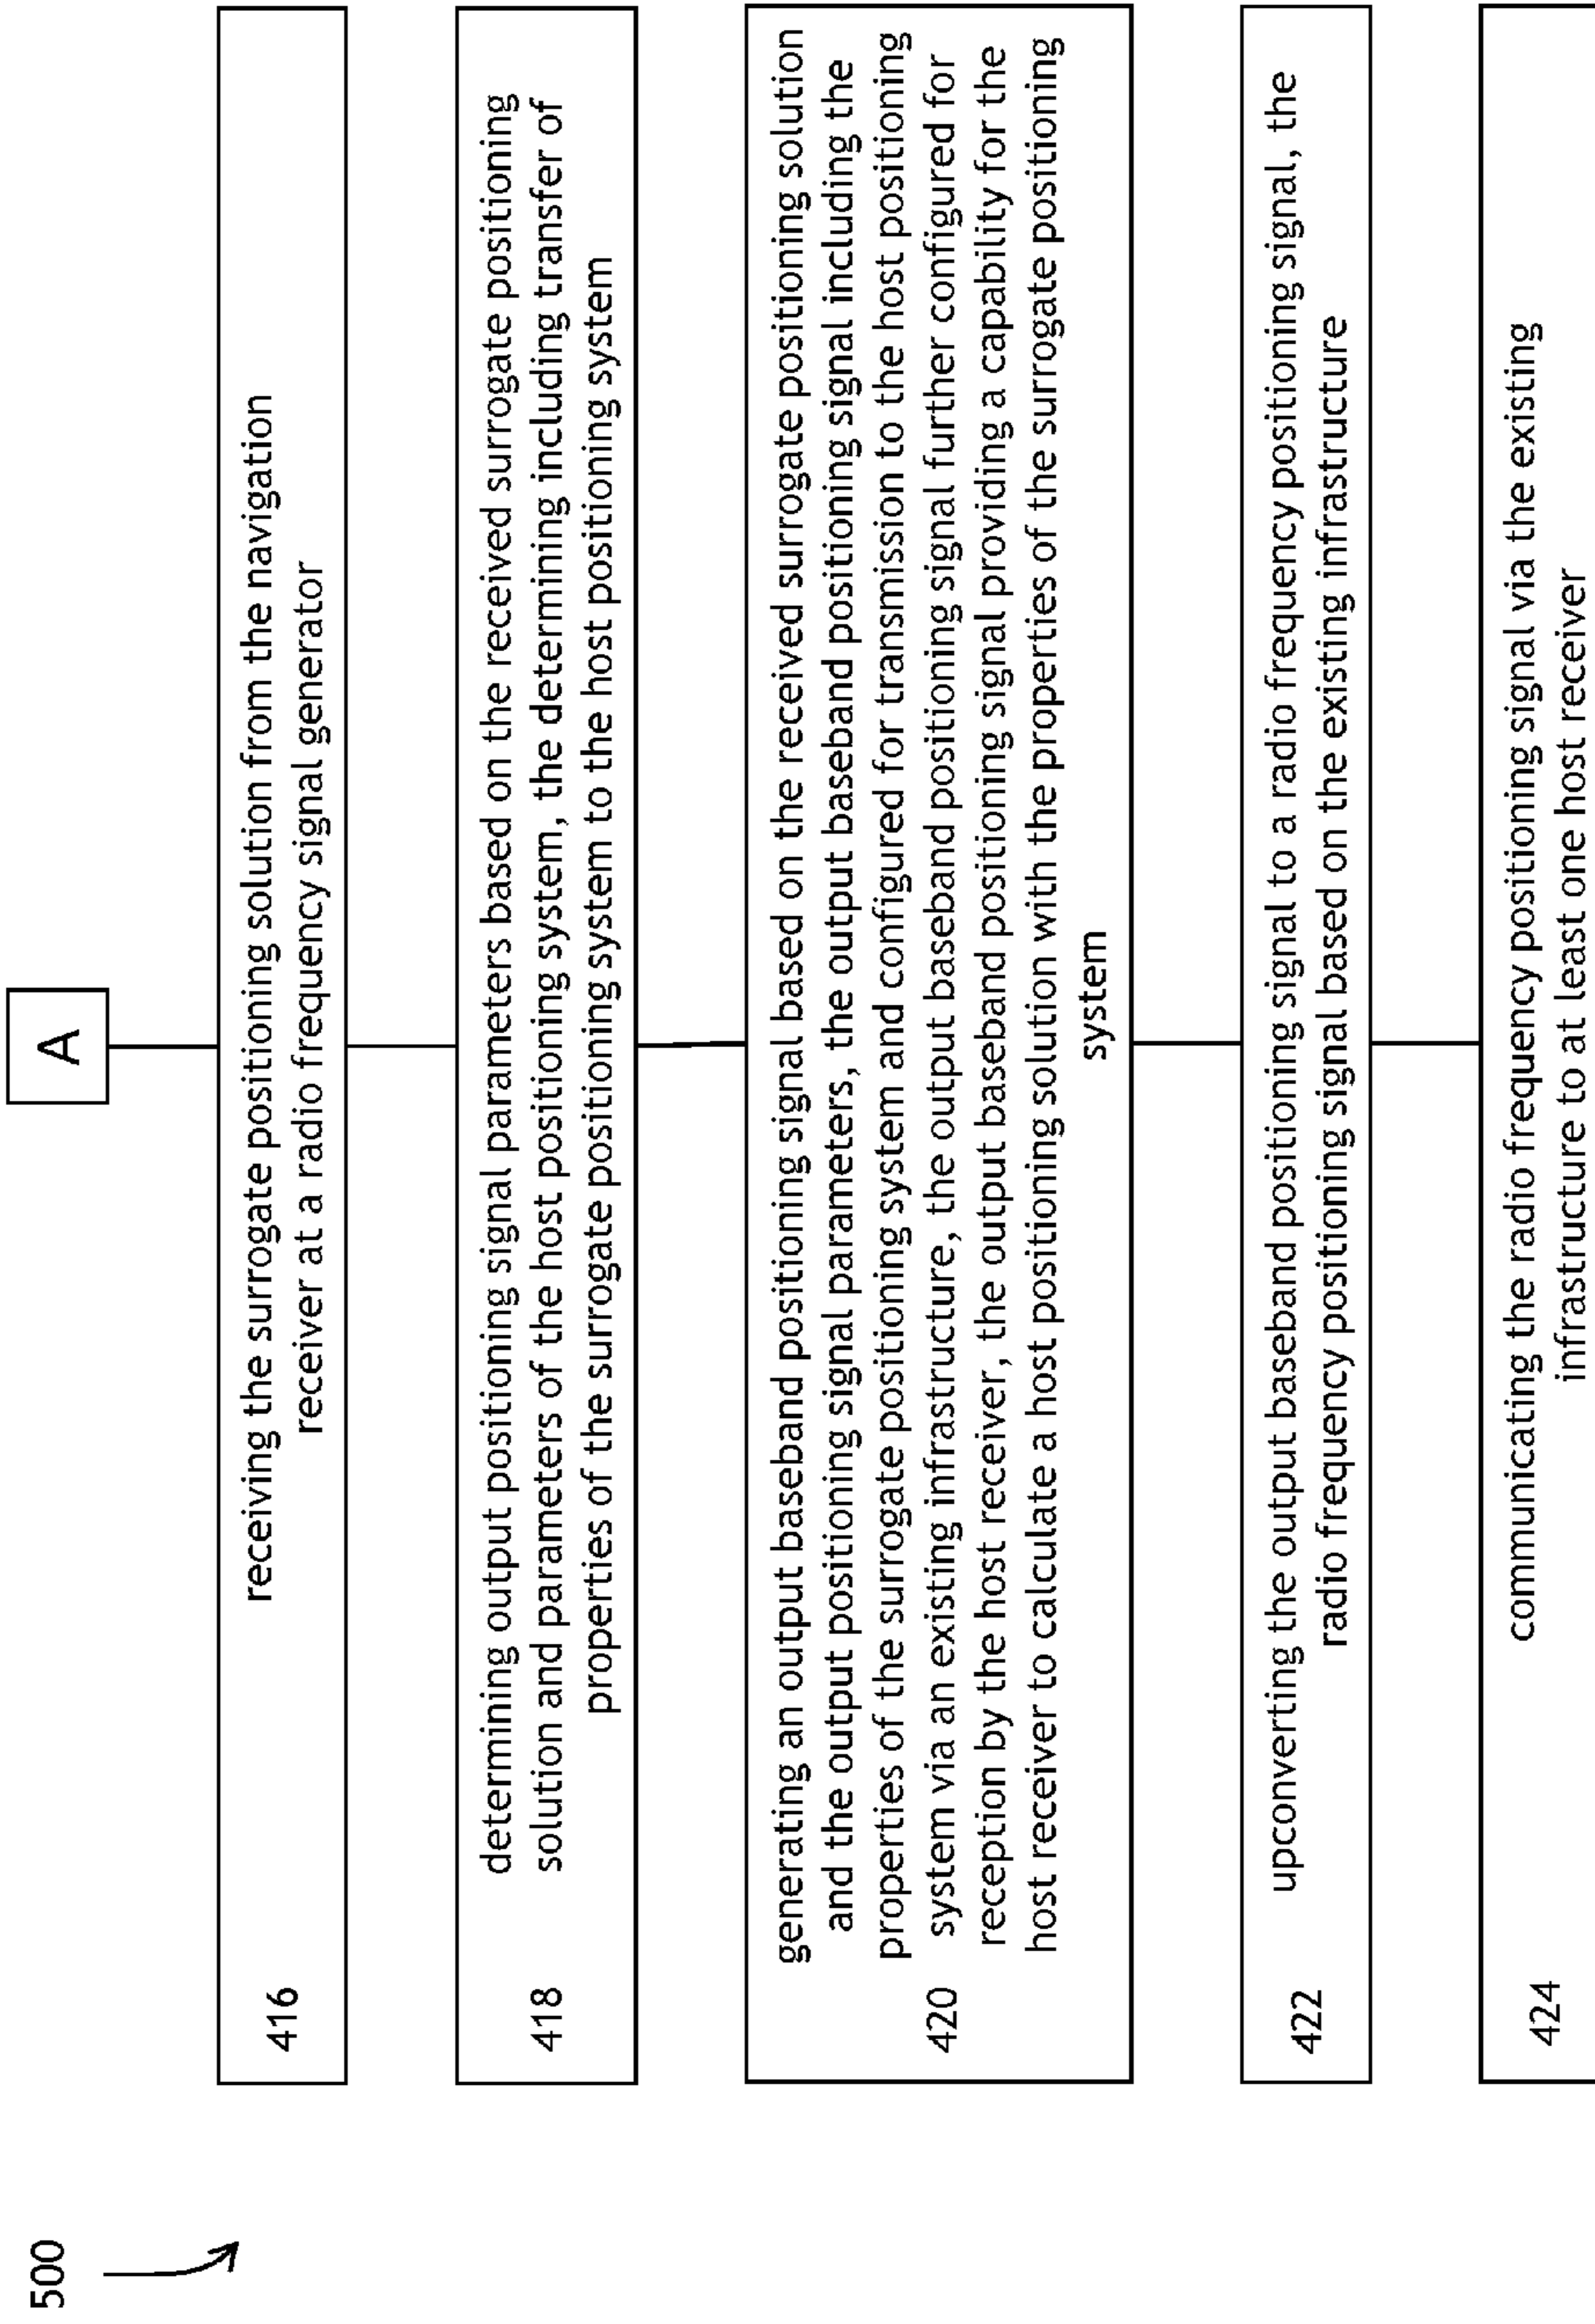 500
A
416
receiving the surrogate positioning solution from the navigation
receiver at a radio frequency signal generator
418
determining output positioning signal parameters based on the received surrogate positioning
solution and parameters of the host positioning system, the determining including transfer of
properties of the surrogate positioning system to the host positioning system
420
generating an output baseband positioning signal based on the received surrogate positioning solution
and the output positioning signal parameters, the output baseband positioning signal including the
properties of the surrogate positioning system and configured for transmission to the host positioning
system via an existing infrastructure, the output baseband positioning signal further configured for
reception by the host receiver, the output baseband positioning signal providing a capability for the
host receiver to calculate a host positioning solution with the properties of the surrogate positioning
system
422
upconverting the output baseband positioning signal to a radio frequency positioning signal, the
radio frequency positioning signal based on the existing infrastructure
424
communicating the radio frequency positioning signal via the existing
infrastructure to at least one host receiver